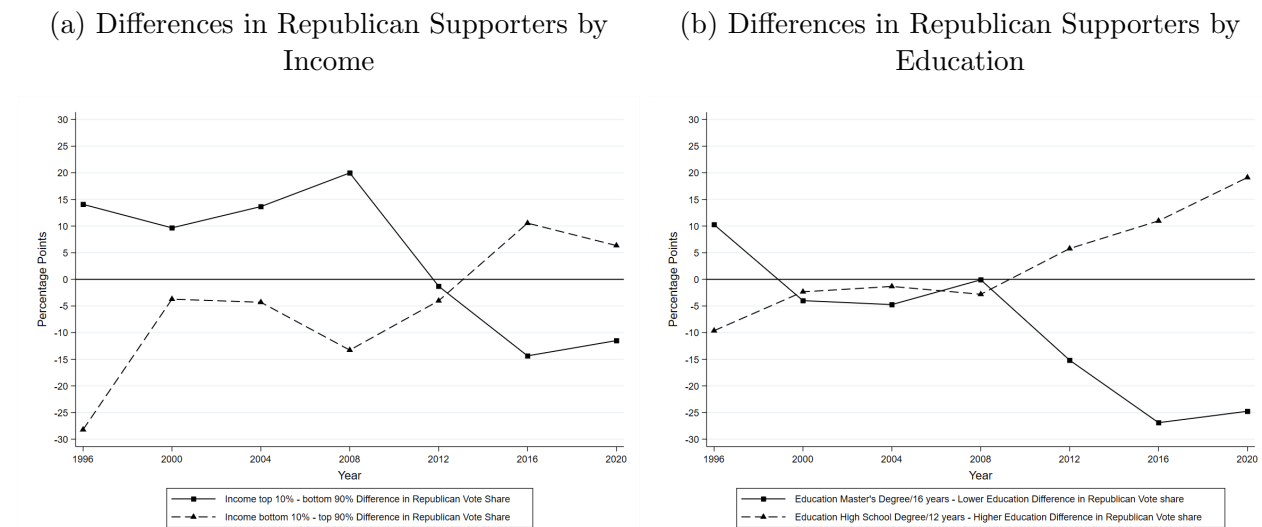 (a) Differences in Republican Supporters by
Income
30
25
20
15
10
5
0
-5
-10
-15
-20
-25
-30
Percentage Points
1996 2000 2004 2008 2012 2016 2020
Year
Income top 10% - bottom 90% Difference in Republican Vote Share
Income bottom 10% - top 90% Difference in Republican Vote Share
(b) Differences in Republican Supporters by
Education
30
25
20
15
10
5
0
-5
-10
-15
-20
-25
-30
Percentage Points
1996 2000 2004 2008 2012 2016 2020
Year
Education Master's Degree/16 years - Lower Education Difference in Republican Vote share
Education High School Degree/12 years - Higher Education Difference in Republican Vote share